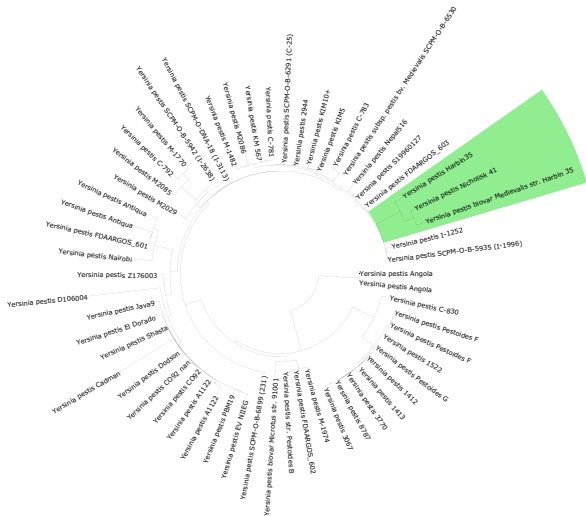 Yersinia pestis SCPM-O-B-6291 (C-25)
Yersinia pestis 2944
Yersinia pestis KIM10+
Yersinia pestis KIM5
Yersinia pestis C-783
Yersinia pestis subsp. pestis bv. Medievalis SCPM-O-B-6530
Yersinia pestis Nepal516
Yersinia pestis S19960127
Yersinia pestis FDAARGOS_603
Yersinia pestis Harbin35
Yersinia pestis Nicholisk 41
Yersinia pestis biovar Medievalis str. Harbin 35
Yersinia pestis I-1252
Yersinia pestis SCPM-O-B-5935 (I-1996)
Yersinia pestis Angola
Yersinia pestis Angola
Yersinia pestis C-830
Yersinia pestis Pestoides F
Yersinia pestis Pestoides F
Yersinia pestis 1522
Yersinia pestis Pestoides G
Yersinia pestis 1412
Yersinia pestis 1413
Yersinia pestis 3770
Yersinia pestis 8787
Yersinia pestis 3067
Yersinia pestis M-1974
Yersinia pestis FDAARGOS_602
Yersinia pestis str. Pestoides B
Yersinia pestis biovar Microtus str. 91001
Yersinia pestis SCPM-O-B-6899 (231)
Yersinia pestis EV NIIEG
Yersinia pestis PBM19
Yersinia pestis A1122
Yersinia pestis A1122
Yersinia pestis CO92
Yersinia pestis CO92_nan
Yersinia pestis Dodson
Yersinia pestis Cadman
Yersinia pestis Shasta
Yersinia pestis El Dorado
Yersinia pestis Java9
Yersinia pestis D106004
Yersinia pestis Z176003
Yersinia pestis Nairobi
Yersinia pestis FDAARGOS_601
Yersinia pestis Antiqua
Yersinia pestis Antiqua
Yersinia pestis M2029
Yersinia pestis M2085
Yersinia pestis C-792
Yersinia pestis M-1770
Yersinia pestis SCPM-O-B-5942 (I-2638)
Yersinia pestis SCPM-O-DNA-18 (I-3113)
Yersinia pestis M-1482
Yersinia pestis M2086
Yersinia pestis KM 567
Yersinia pestis C-781